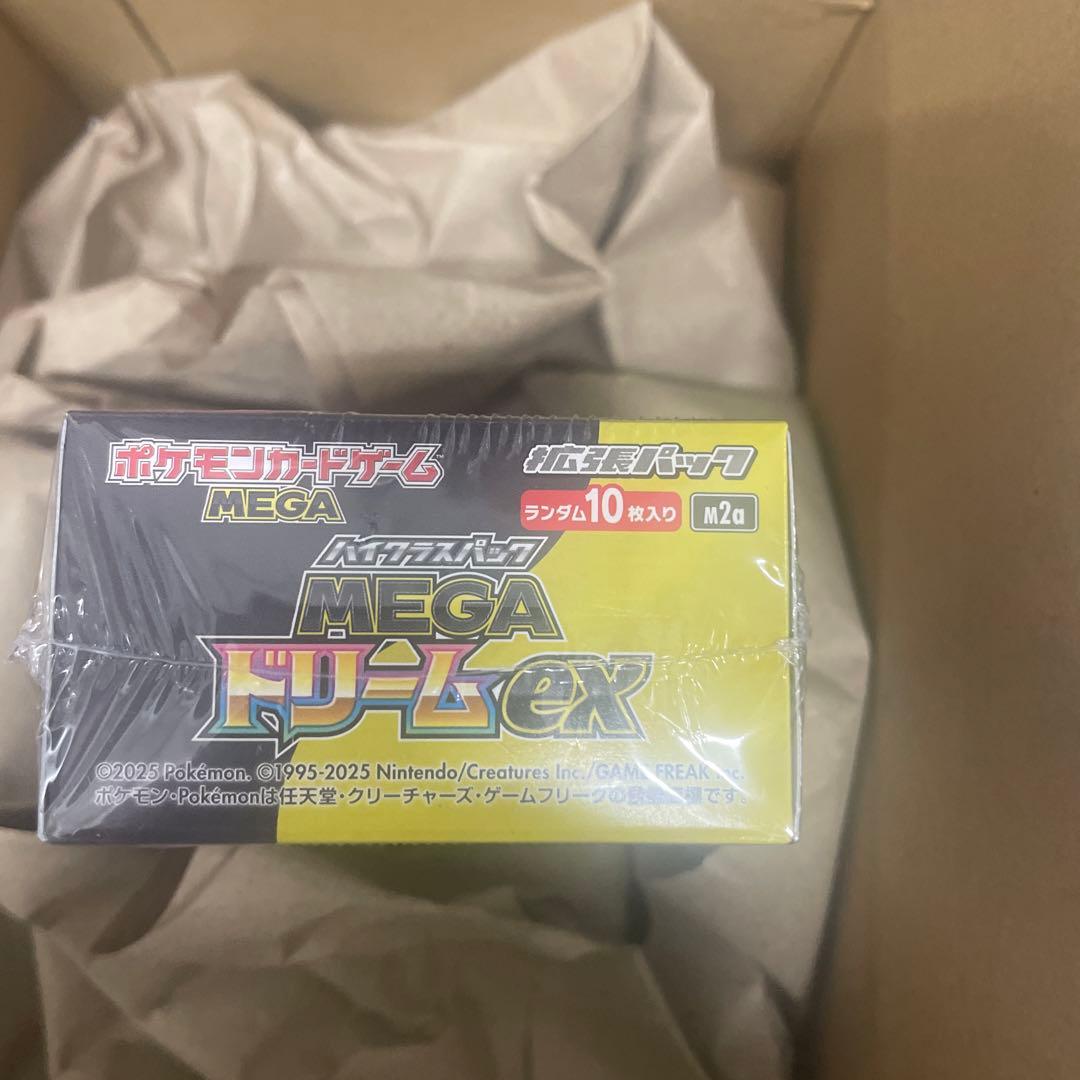 ポケモンカードゲーム™
MEGA
拡張パック
ランダム10枚入り
M2a
ハイクラスパック
MEGA
ドリームex
©2025 Pokémon. ©1995-2025 Nintendo/Creatures Inc./GAME FREAK inc.
ポケモン・Pokémonは任天堂・クリーチャーズ・ゲームフリークの登録商標です。